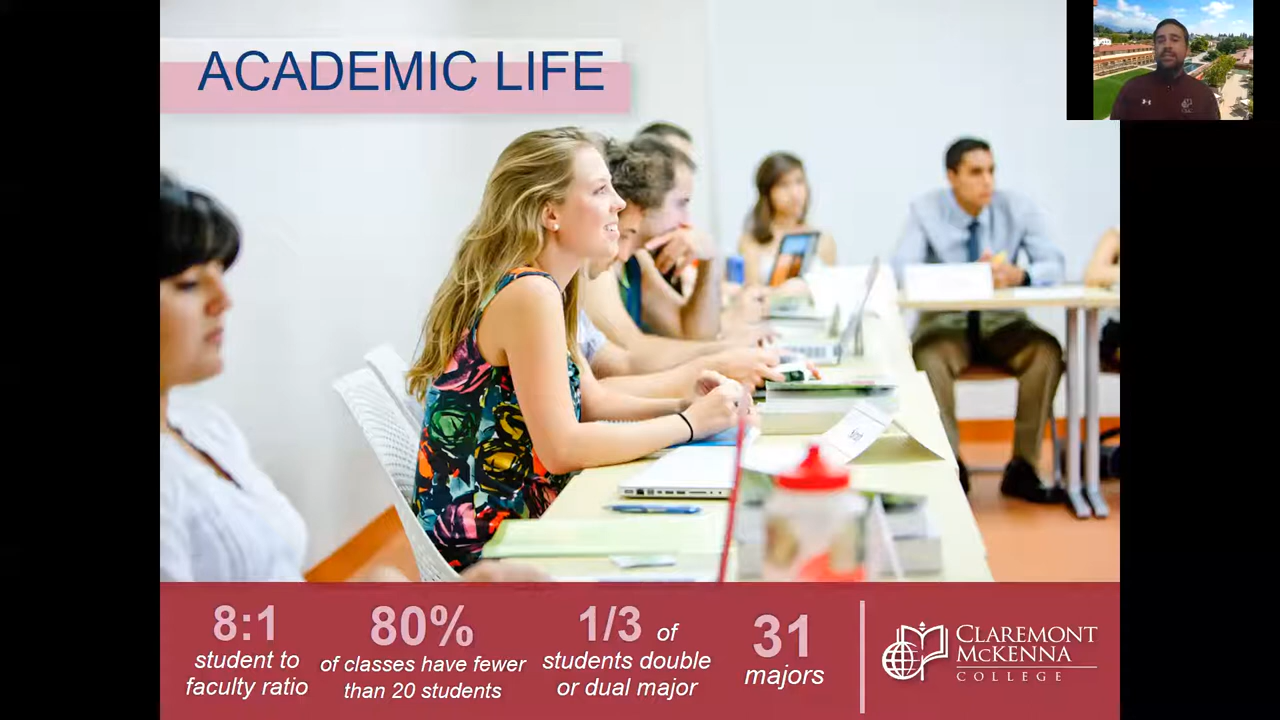 ACADEMIC LIFE
8:1
student to
faculty ratio
80%
of classes have fewer
than 20 students
1/3 of
students double
or dual major
31
majors
CLAREMONT
MCKENNA
COLLEGE